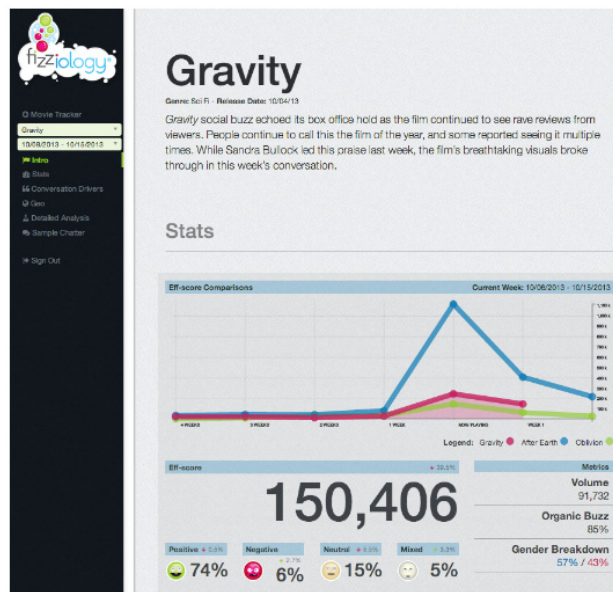 fizziology®
Movie Tracker
Gravity
10/08/2013 - 10/15/2013
Intro
Stats
Conversation Drivers
Geo
Detailed Analysis
Sample Chatter
Sign Out
Gravity
Genre: Sci Fi - Release Date: 10/04/13
Gravity social buzz echoed its box office hold as the film continued to see rave reviews from
viewers. People continue to call this the film of the year, and some reported seeing it multiple
times. While Sandra Bullock led this praise last week, the film's breathtaking visuals broke
through in this week's conversation.
Stats
Eff-score Comparisons
Current Week: 10/08/2013 - 10/15/2013
4 WEEKS 3 WEEKS 2 WEEKS 1 WEEK NOW PLAYING WEEK 1
Legend: Gravity After Earth Oblivion
Eff-score
150,406
Positive
74%
Negative
6%
Neutral
15%
Mixed
5%
Metrics
Volume
91,732
Organic Buzz
85%
Gender Breakdown
57% / 43%